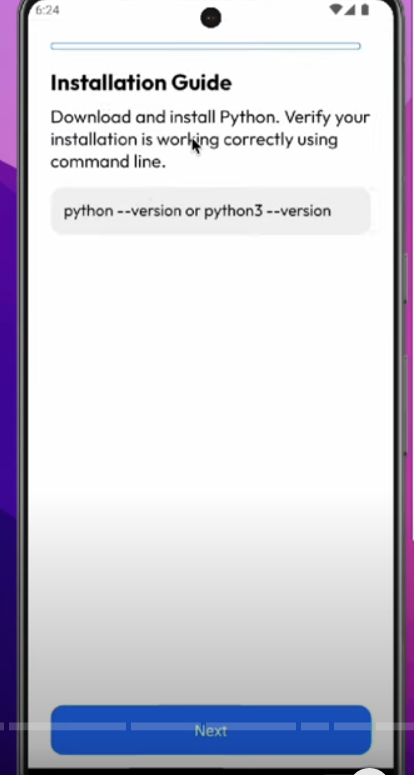 6:24
Installation Guide
Download and install Python. Verify your
installation is working correctly using
command line.
python --version or python3 --version
Next